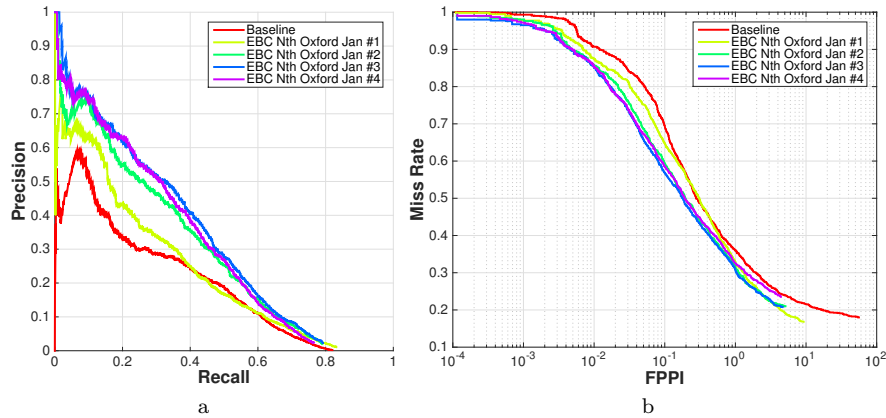 1
0.9
0.8
0.7
0.6
0.5
0.4
0.3
0.2
0.1
0
0 0.2 0.4 0.6 0.8 1
Precision
Recall
Baseline
EBC Nth Oxford Jan #1
EBC Nth Oxford Jan #2
EBC Nth Oxford Jan #3
EBC Nth Oxford Jan #4
a
1
0.9
0.8
0.7
0.6
0.5
0.4
0.3
0.2
0.1
10^-4 10^-3 10^-2 10^-1 10^0 10^1 10^2
Miss Rate
FPPI
Baseline
EBC Nth Oxford Jan #1
EBC Nth Oxford Jan #2
EBC Nth Oxford Jan #3
EBC Nth Oxford Jan #4
b